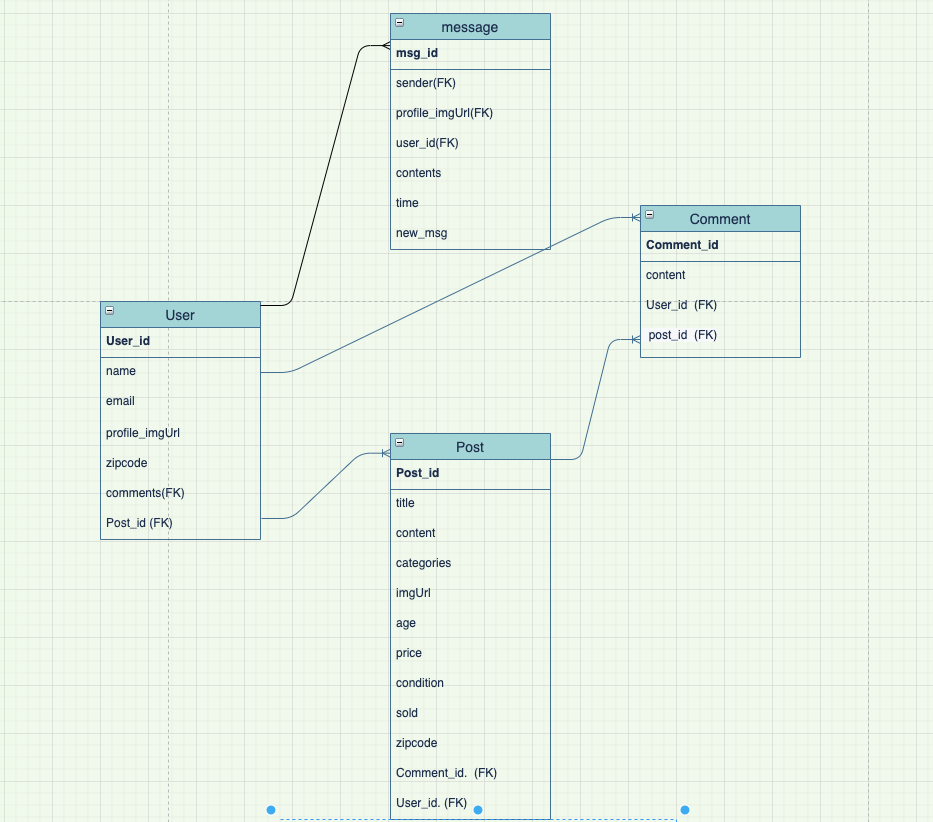 message
msg_id
sender(FK)
profile_imgUrl(FK)
user_id(FK)
contents
time
new_msg
Comment
Comment_id
content
User_id (FK)
post_id (FK)
User
User_id
name
email
profile_imgUrl
zipcode
comments(FK)
Post_id (FK)
Post
Post_id
title
content
categories
imgUrl
age
price
condition
sold
zipcode
Comment_id. (FK)
User_id. (FK)